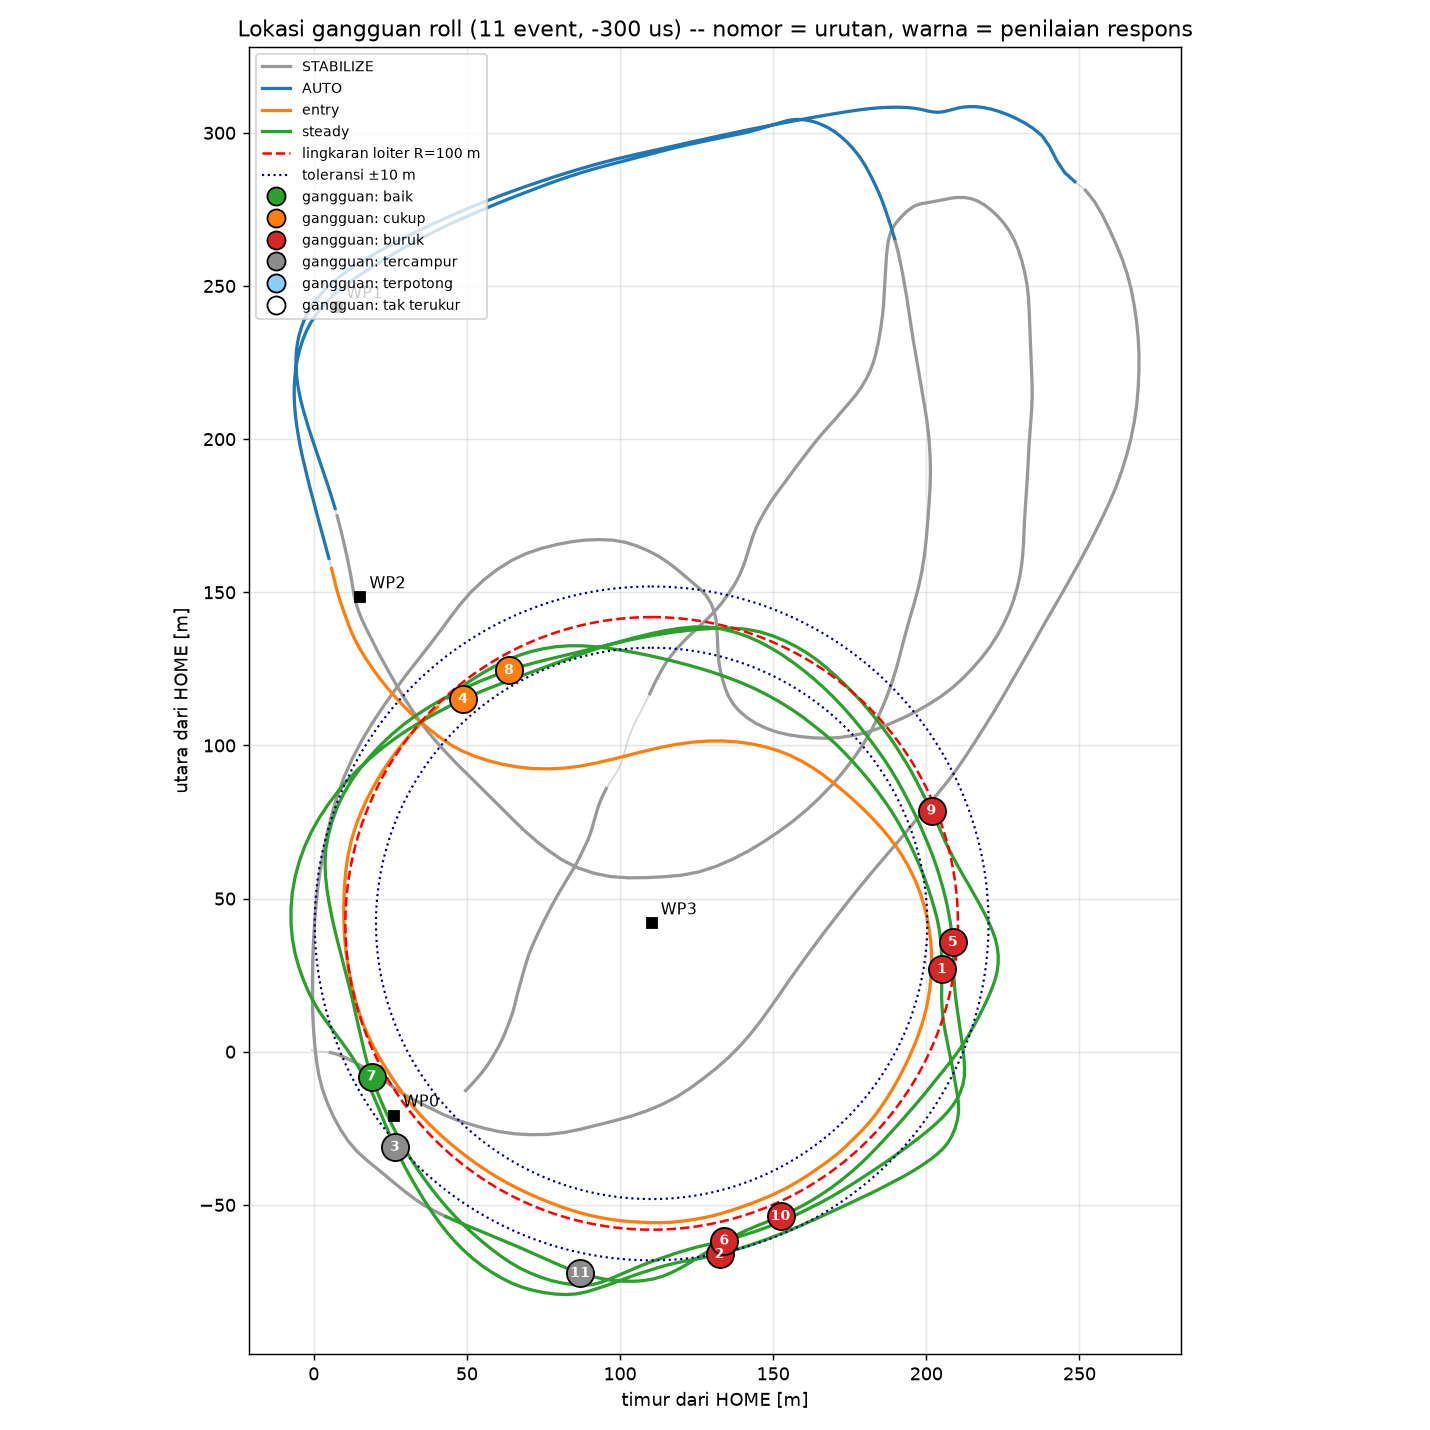 Lokasi gangguan roll (11 event, -300 us) -- nomor = urutan, warna = penilaian respons
STABILIZE
AUTO
entry
steady
lingkaran loiter R=100 m
toleransi ±10 m
gangguan: baik
gangguan: cukup
gangguan: buruk
gangguan: tercampur
gangguan: terpotong
gangguan: tak terukur
WP1
300
250
200
150
100
50
0
−50
utara dari HOME [m]
WP2
8
4
9
WP3
5
1
7
WP0
3
10
6
2
11
0
50
100
150
200
250
timur dari HOME [m]